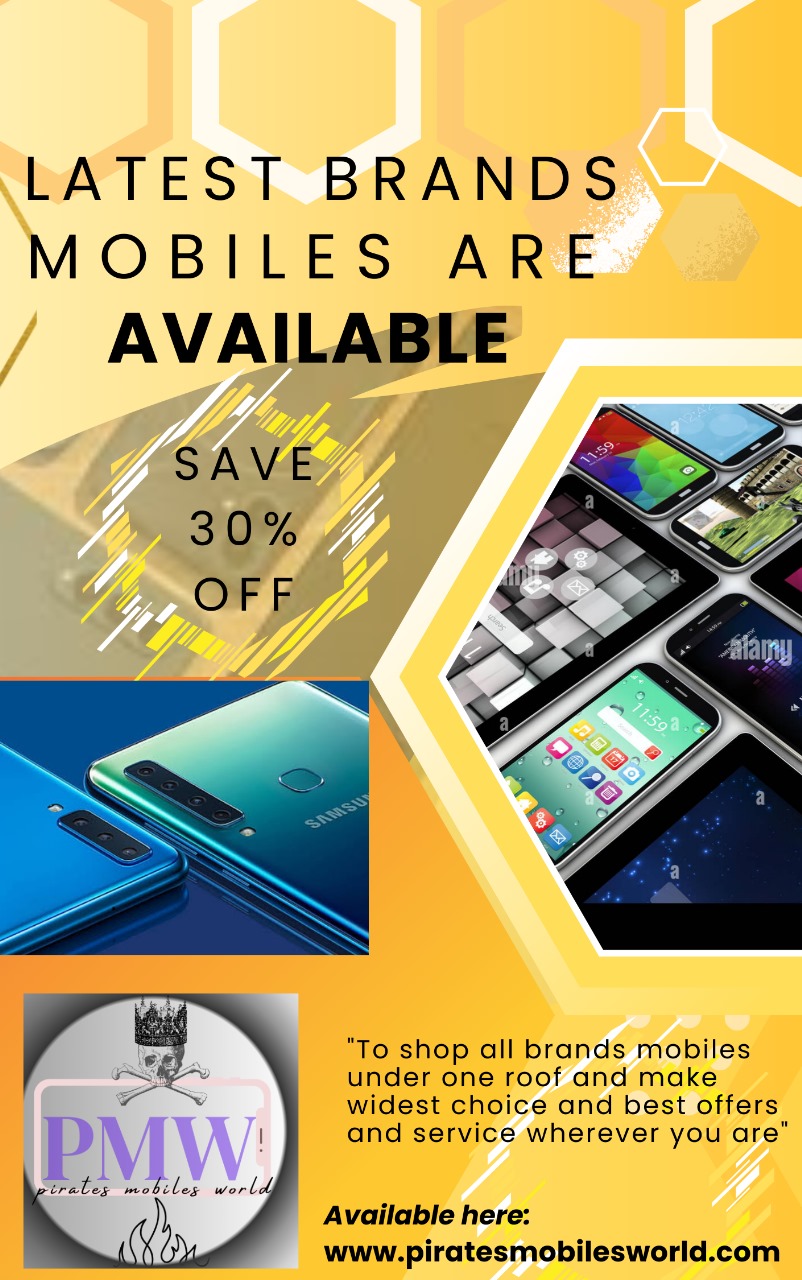 LATEST BRANDS
MOBILES ARE
AVAILABLE
SAVE
30%
OFF
11:59
alamy
a
a
a
a
a
a
11:59
a
a
a
a
SAMSU
"To shop all brands mobiles
under one roof and make
widest choice and best offers
and service wherever you are"
PMW
pirates mobiles world
Available here:
www.piratesmobilesworld.com